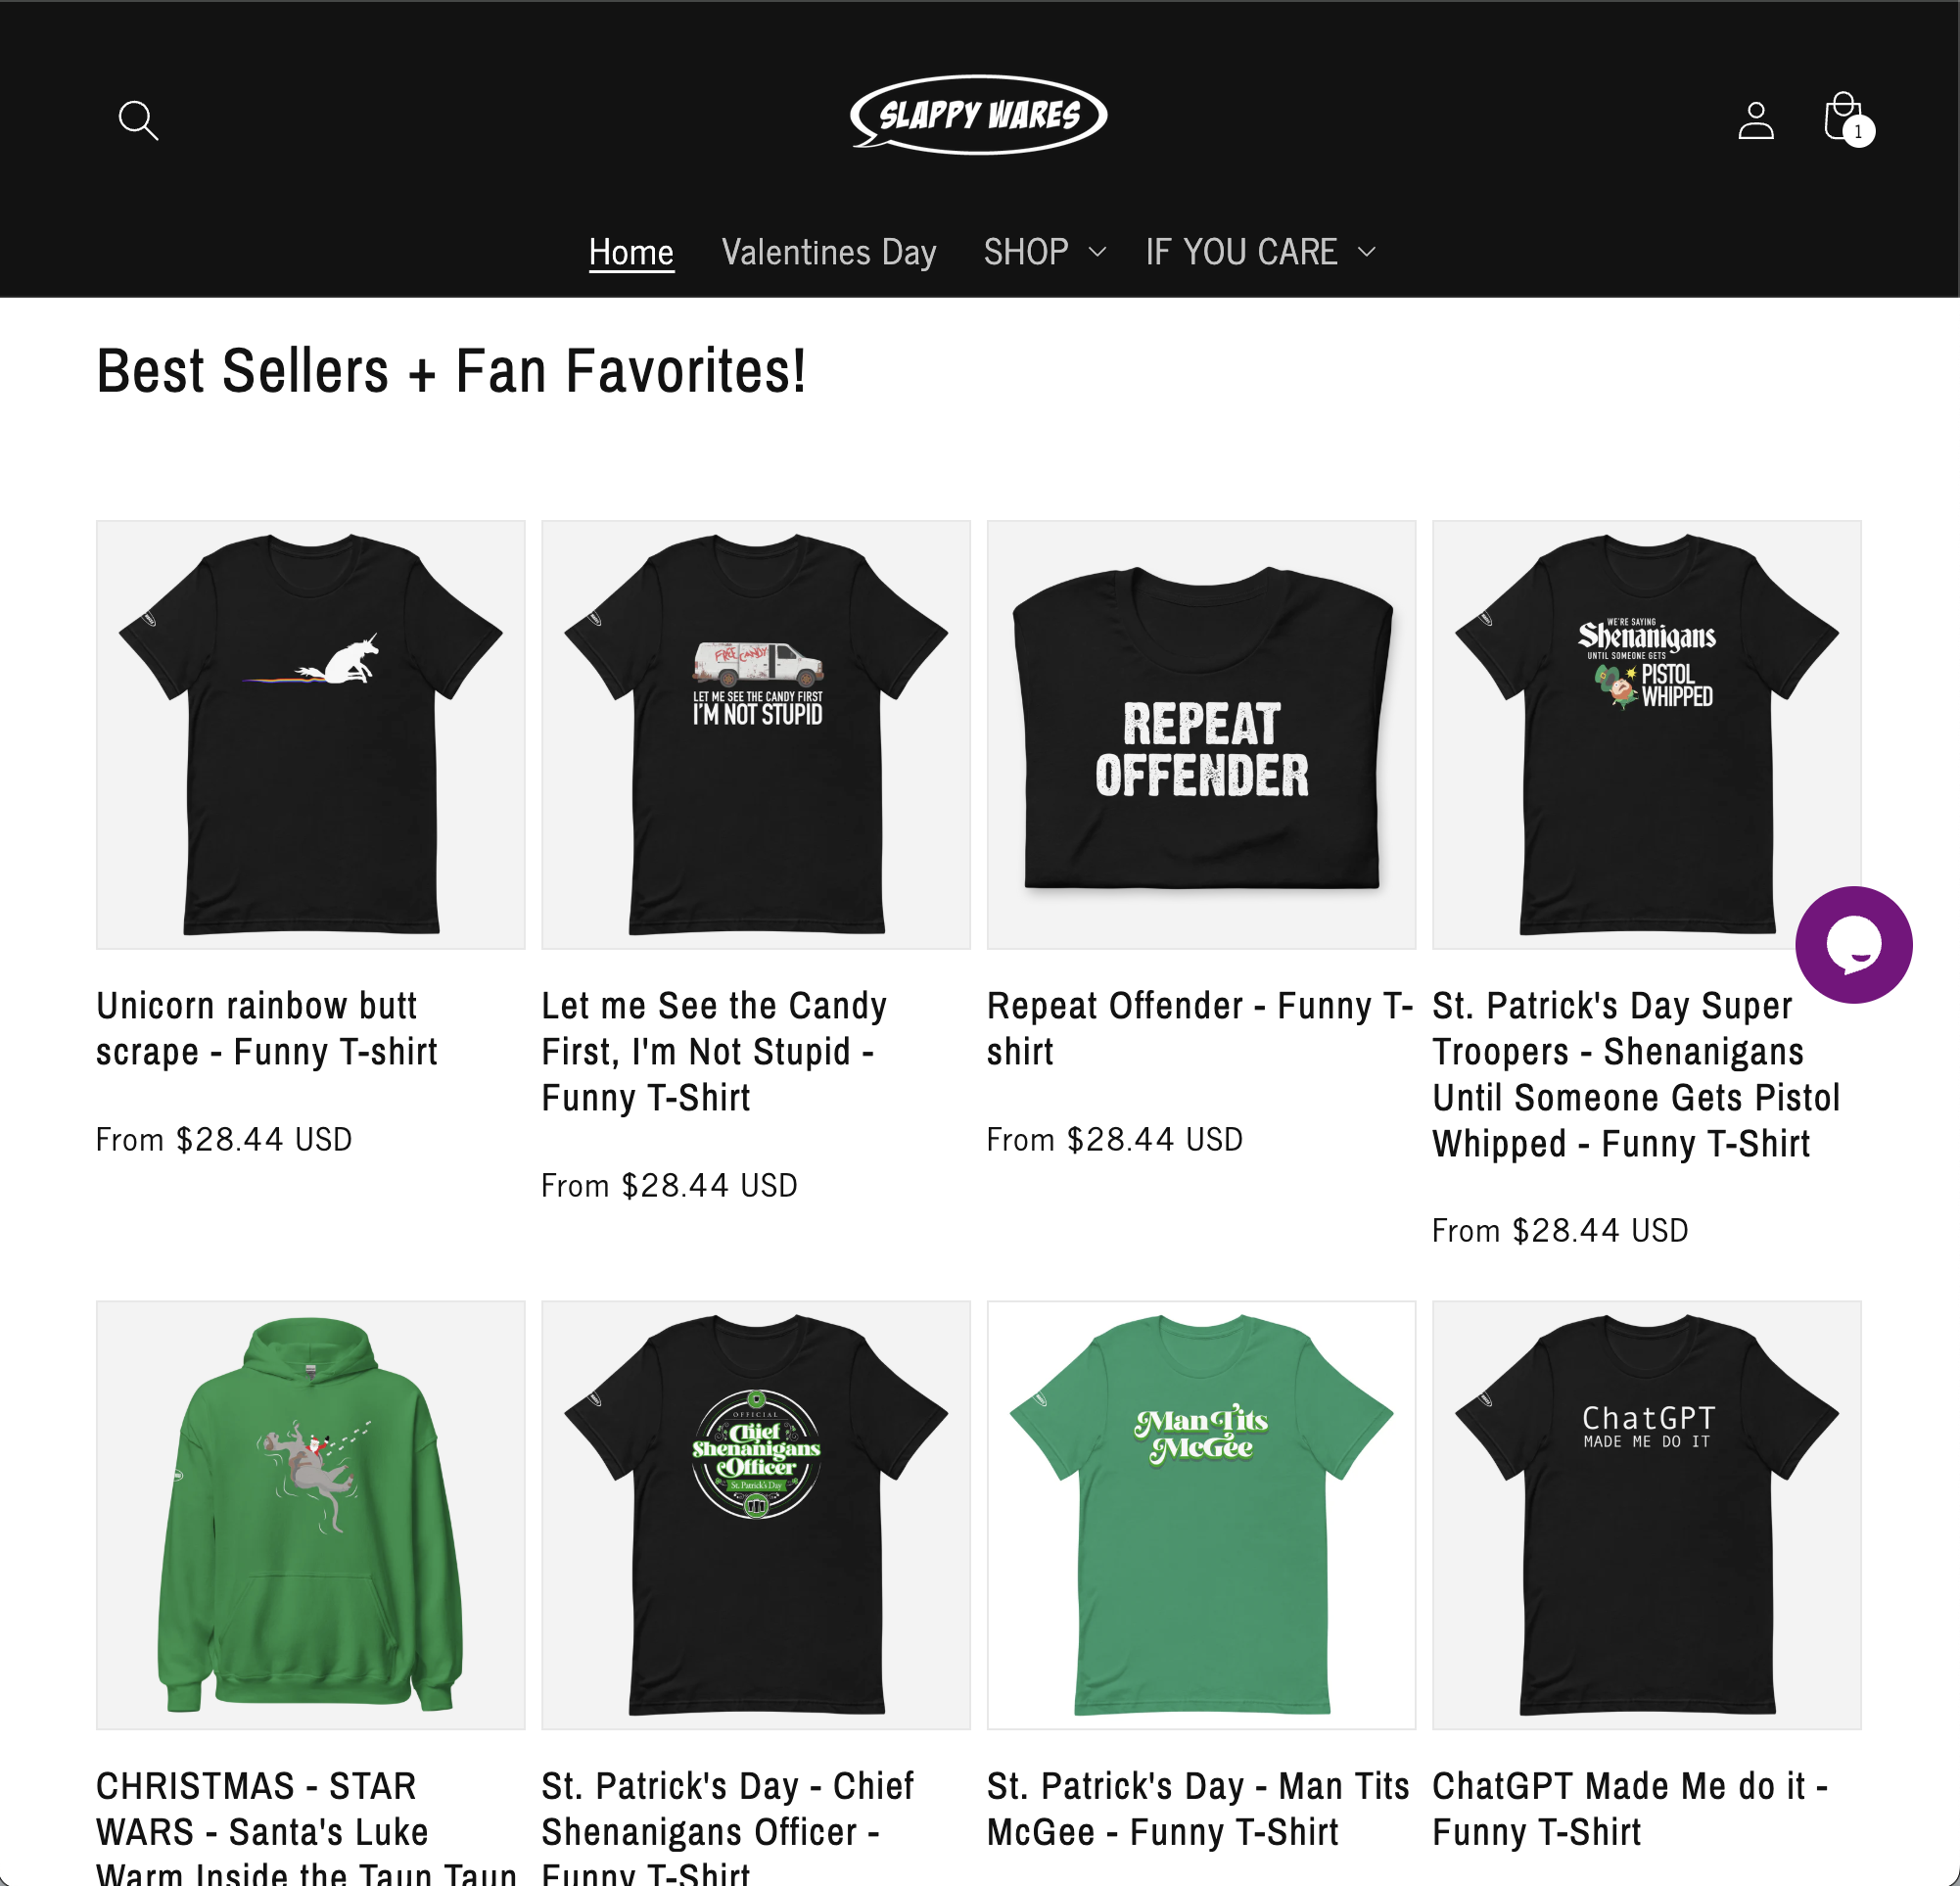 SLAPPY WARES
1
Home Valentines Day SHOP IF YOU CARE
Best Sellers + Fan Favorites!
FREE CANDY
LET ME SEE THE CANDY FIRST
I'M NOT STUPID
REPEAT
OFFENDER
WE'RE SAYING
Shenanigans
UNTIL SOMEONE GETS
PISTOL
WHIPPED
Unicorn rainbow butt
scrape - Funny T-shirt
From $28.44 USD
Let me See the Candy
First, I'm Not Stupid -
Funny T-Shirt
From $28.44 USD
Repeat Offender - Funny T-
shirt
From $28.44 USD
St. Patrick's Day Super
Troopers - Shenanigans
Until Someone Gets Pistol
Whipped - Funny T-Shirt
From $28.44 USD
OFFICIAL
Chief
Shenanigans
Officer
St. Patrick's Day
Man Tits
McGee
ChatGPT
MADE ME DO IT
CHRISTMAS - STAR
WARS - Santa's Luke
Warm Inside the Taun Taun
St. Patrick's Day - Chief
Shenanigans Officer -
Funny T-Shirt
St. Patrick's Day - Man Tits
McGee - Funny T-Shirt
ChatGPT Made Me do it -
Funny T-Shirt